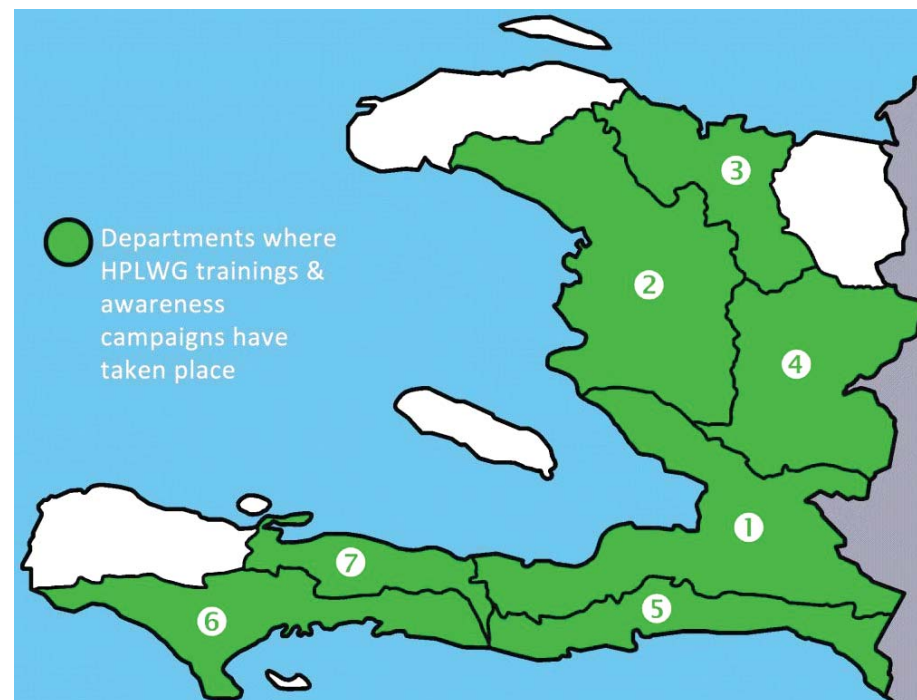 3
Departments where
HPLWG trainings &
awareness
campaigns have
taken place
2
4
1
7
5
6